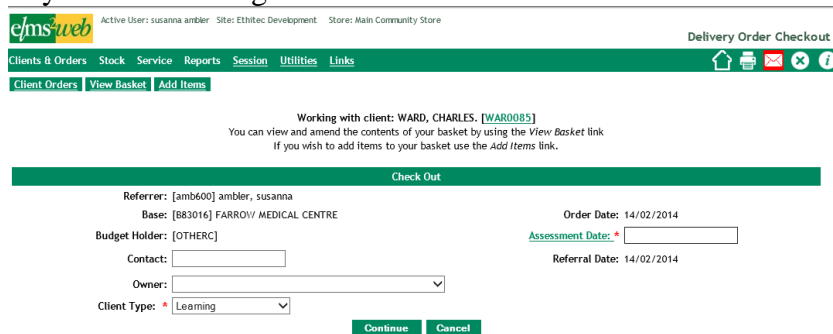 elms²web Active User: susanna ambler Site: Ethitec Development Store: Main Community Store
Delivery Order Checkout
Clients & Orders Stock Service Reports Session Utilities Links
Client Orders View Basket Add Items
Working with client: WARD, CHARLES. [WAR0085]
You can view and amend the contents of your basket by using the View Basket link
If you wish to add items to your basket use the Add Items link.
Check Out
Referrer: [amb600] ambler, susanna
Base: [B83016] FARROW MEDICAL CENTRE Order Date: 14/02/2014
Budget Holder: [OTHERC] Assessment Date: *
Contact: Referral Date: 14/02/2014
Owner:
Client Type: * Learning
Continue Cancel